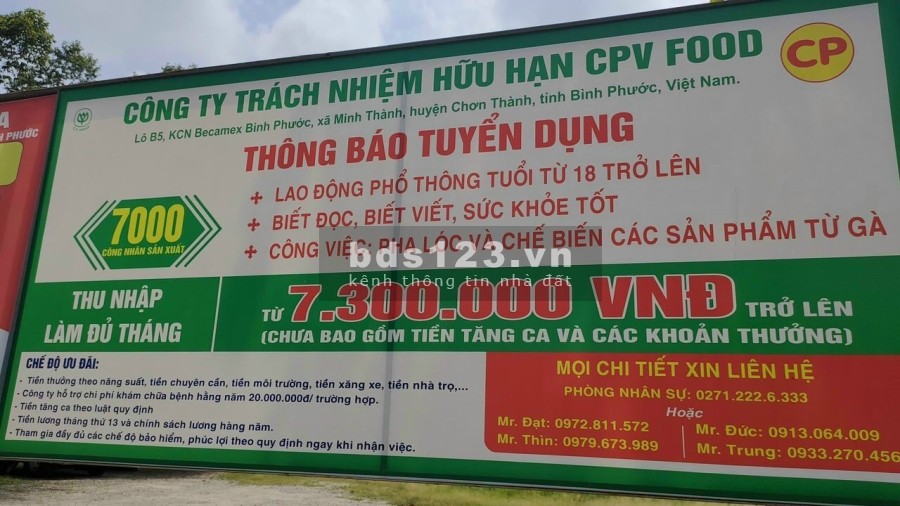 CÔNG TY TRÁCH NHIỆM HỮU HẠN CPV FOOD
CP
Lô B5, KCN Becamex Bình Phước, xã Minh Thành, huyện Chơn Thành, tỉnh Bình Phước, Việt Nam.
THÔNG BÁO TUYỂN DỤNG
+ LAO ĐỘNG PHỔ THÔNG TUỔI TỪ 18 TRỞ LÊN
+ BIẾT ĐỌC, BIẾT VIẾT, SỨC KHỎE TỐT
+ CÔNG VIỆC: PHA LÓC VÀ CHẾ BIẾN CÁC SẢN PHẨM TỪ GÀ
7000
CÔNG NHÂN SẢN XUẤT
bds123.vn
kênh thông tin nhà đất
THU NHẬP
LÀM ĐỦ THÁNG
TỪ 7.300.000 VNĐ TRỞ LÊN
(CHƯA BAO GỒM TIỀN TĂNG CA VÀ CÁC KHOẢN THƯỞNG)
CHẾ ĐỘ ƯU ĐÃI:
- Tiền thưởng theo năng suất, tiền chuyên cần, tiền môi trường, tiền xăng xe, tiền nhà trọ,...
- Công ty hỗ trợ chi phí khám chữa bệnh hằng năm 20.000.000đ/ trường hợp.
- Tiền tăng ca theo luật quy định
- Tiền lương tháng thứ 13 và chính sách lương hàng năm.
- Tham gia đầy đủ các chế độ bảo hiểm, phúc lợi theo quy định ngay khi nhận việc.
MỌI CHI TIẾT XIN LIÊN HỆ
PHÒNG NHÂN SỰ: 0271.222.6.333
Hoặc
Mr. Đạt: 0972.811.572
Mr. Thìn: 0979.673.989
Mr. Đức: 0913.064.009
Mr. Trung: 0933.270.456